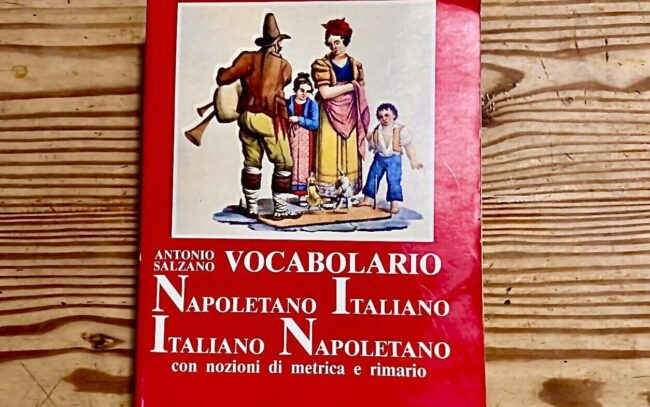 ANTONIO SALZANO VOCABOLARIO
NAPOLETANO ITALIANO
ITALIANO NAPOLETANO
con nozioni di metrica e rimario